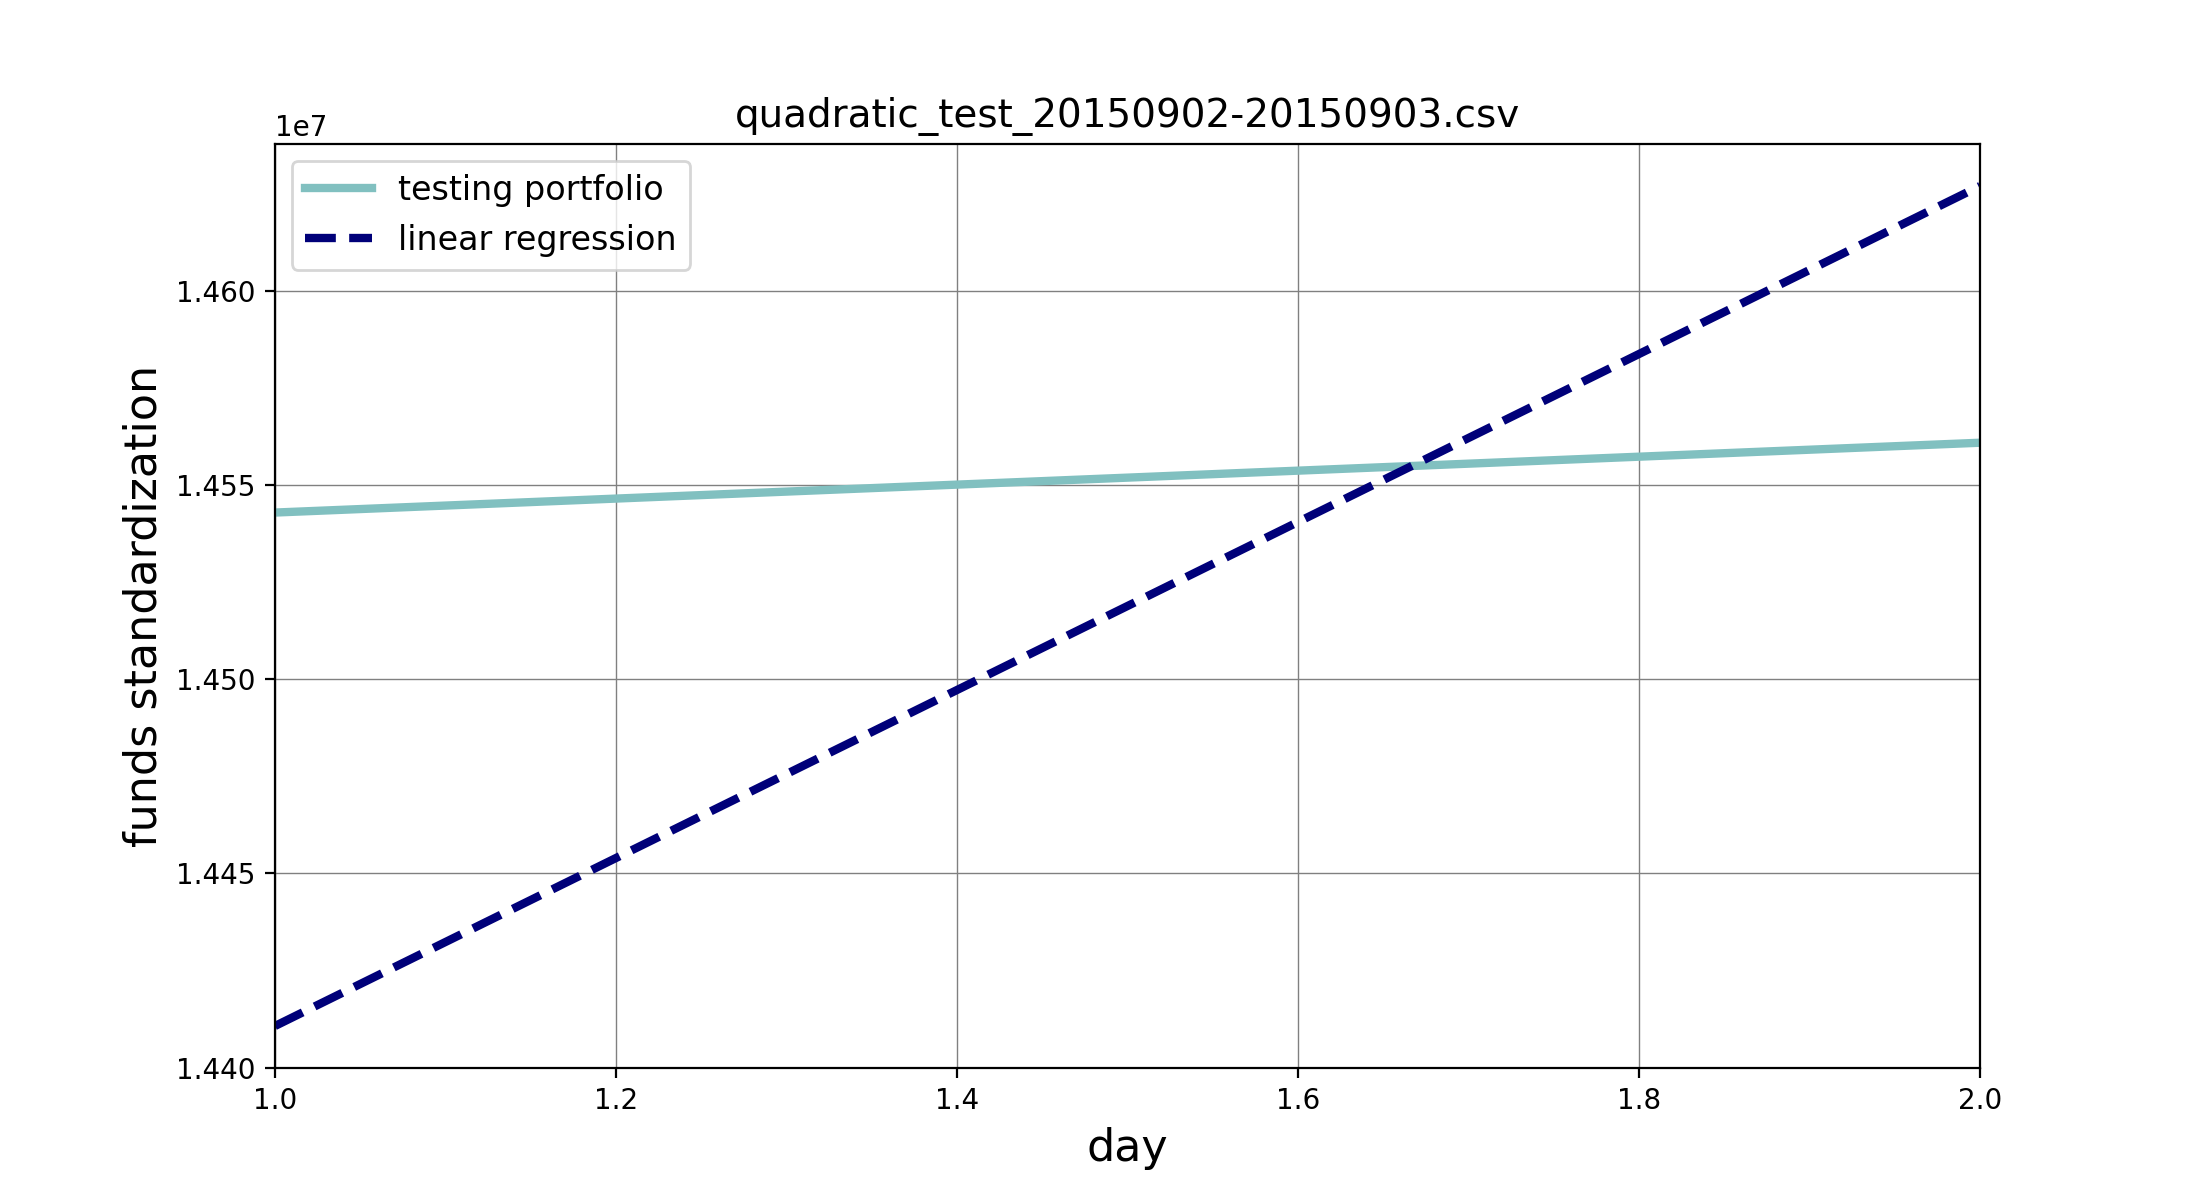 quadratic_test_20150902-20150903.csv
1e7
testing portfolio
linear regression
1.460
1.455
1.450
1.445
1.440
funds standardization
1.0 1.2 1.4 1.6 1.8 2.0
day